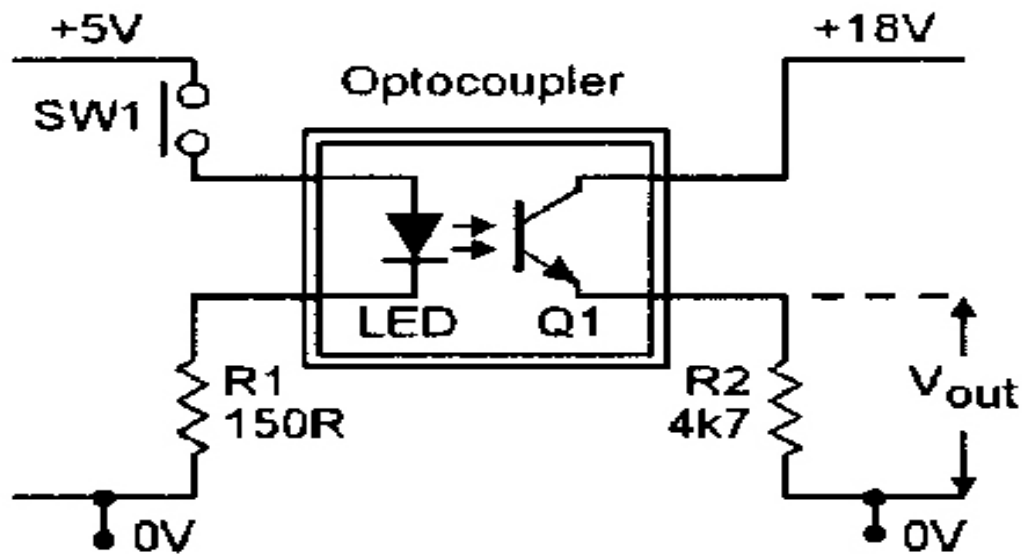 +5V
+18V
Optocoupler
SW1
LED
Q1
R1
150R
R2
4k7
Vout
0V
0V